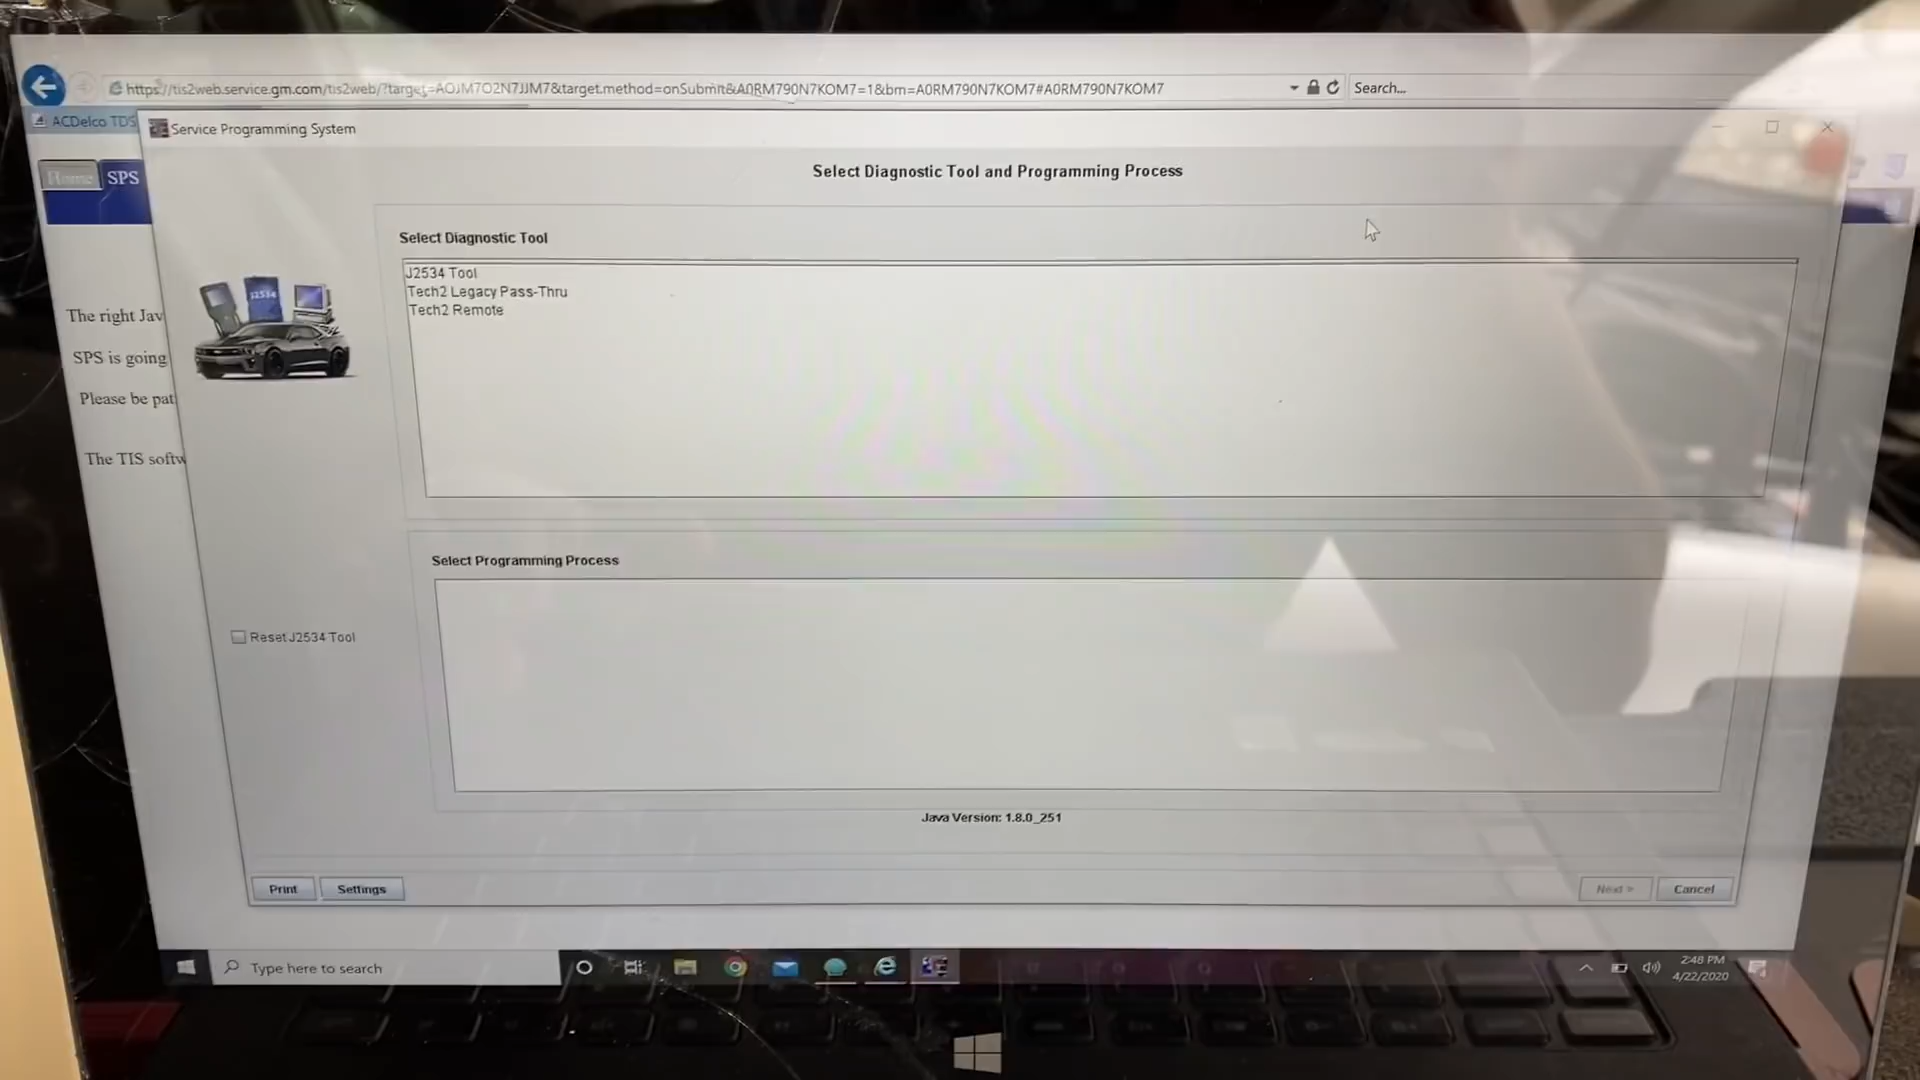 https://tis2web.service.gm.com/tis2web/?target=AOJM7O2N7JJM7&target.method=onSubmit&A0RM790N7KOM7=1&bm=A0RM790N7KOM7#A0RM790N7KOM7
Search...
ACDelco TDS
Service Programming System
Home
SPS
Select Diagnostic Tool and Programming Process
Select Diagnostic Tool
J2534 Tool
Tech2 Legacy Pass-Thru
Tech2 Remote
J2534
The right Jav
SPS is going
Please be pat
The TIS softw
Select Programming Process
Reset J2534 Tool
Java Version: 1.8.0_251
Print
Settings
Next >
Cancel
Type here to search
2:48 PM
4/22/2020